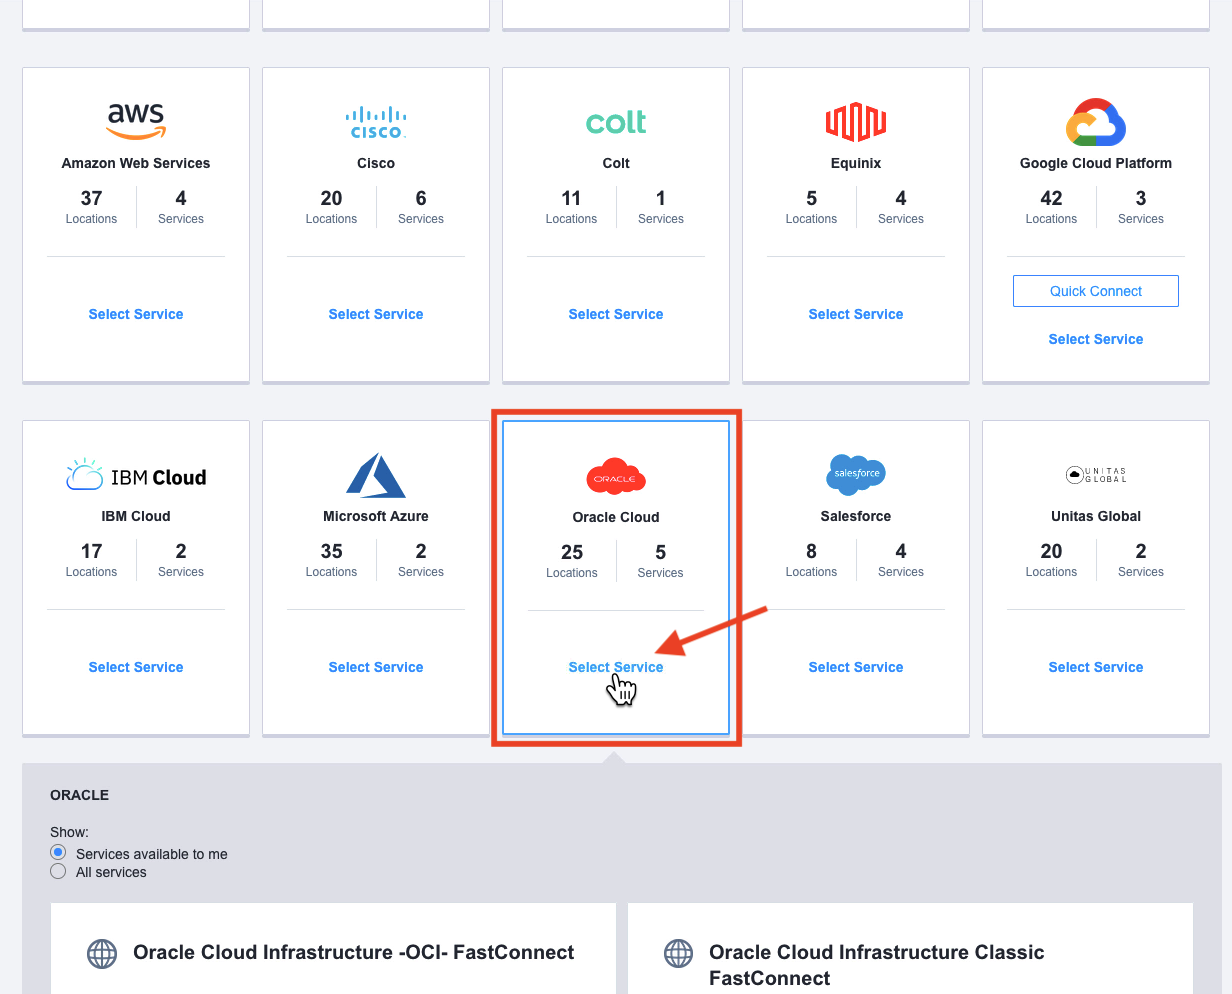 aws
Amazon Web Services
37 4
Locations Services
Select Service
cisco
Cisco
20 6
Locations Services
Select Service
colt
Colt
11 1
Locations Services
Select Service
Equinix
5 4
Locations Services
Select Service
Google Cloud Platform
42 3
Locations Services
Quick Connect
Select Service
IBM Cloud
IBM Cloud
17 2
Locations Services
Select Service
Microsoft Azure
35 2
Locations Services
Select Service
ORACLE
Oracle Cloud
25 5
Locations Services
Select Service
salesforce
Salesforce
8 4
Locations Services
Select Service
UNITAS
GLOBAL
Unitas Global
20 2
Locations Services
Select Service
ORACLE
Show:
Services available to me
All services
Oracle Cloud Infrastructure -OCI- FastConnect
Oracle Cloud Infrastructure Classic
FastConnect